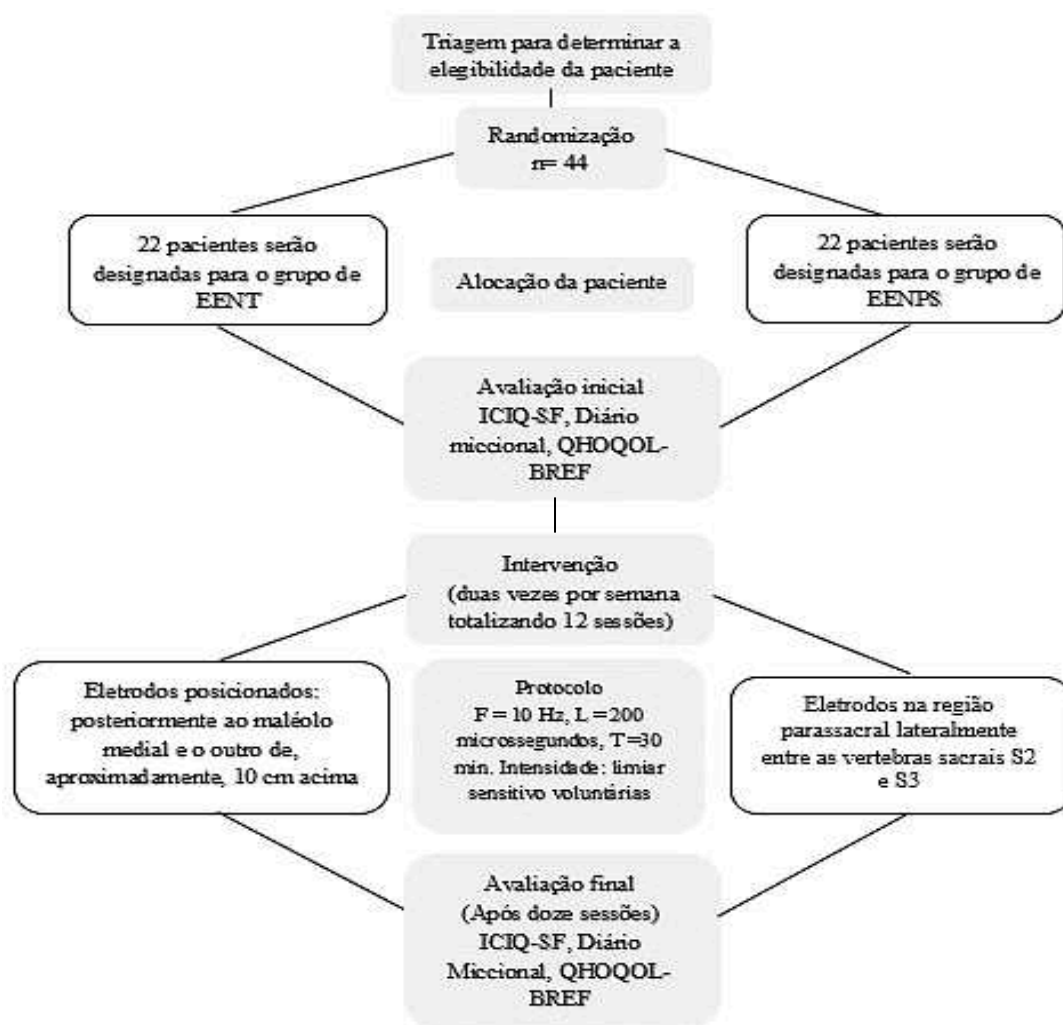 Triagem para determinar a
elegibilidade da paciente
Randomização
n= 44
22 pacientes serão
designadas para o grupo de
EENT
Alocação da paciente
22 pacientes serão
designadas para o grupo de
EENPS
Avaliação inicial
ICIQ-SF, Diário
miccional, QHOQOL-
BREF
Intervenção
(duas vezes por semana
totalizando 12 sessões)
Eletrodos posicionados:
posteriormente ao maléolo
medial e o outro de,
aproximadamente, 10 cm acima
Protocolo
F = 10 Hz, L =200
microssegundos, T=30
min. Intensidade: limiar
sensitivo voluntárias
Eletrodos na região
parassacral lateralmente
entre as vertebras sacrais S2
e S3
Avaliação final
(Após doze sessões)
ICIQ-SF, Diário
Miccional, QHOQOL-
BREF